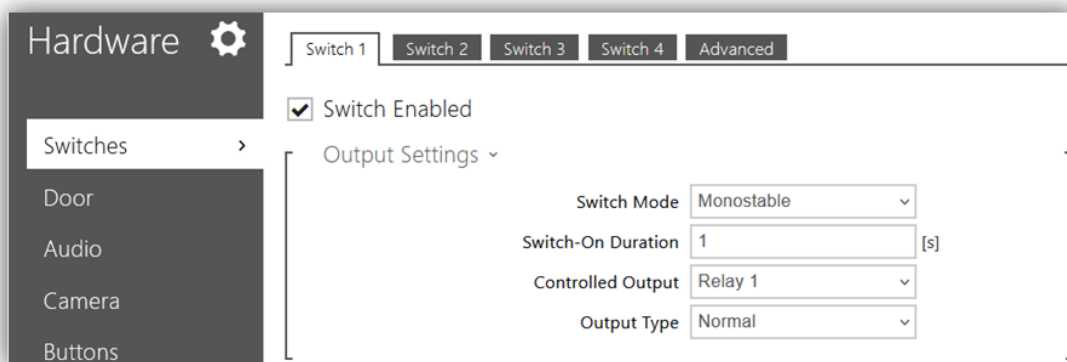 Hardware
Switches
Door
Audio
Camera
Buttons
Switch 1 Switch 2 Switch 3 Switch 4 Advanced
Switch Enabled
Output Settings
Switch Mode Monostable
Switch-On Duration 1 [s]
Controlled Output Relay 1
Output Type Normal